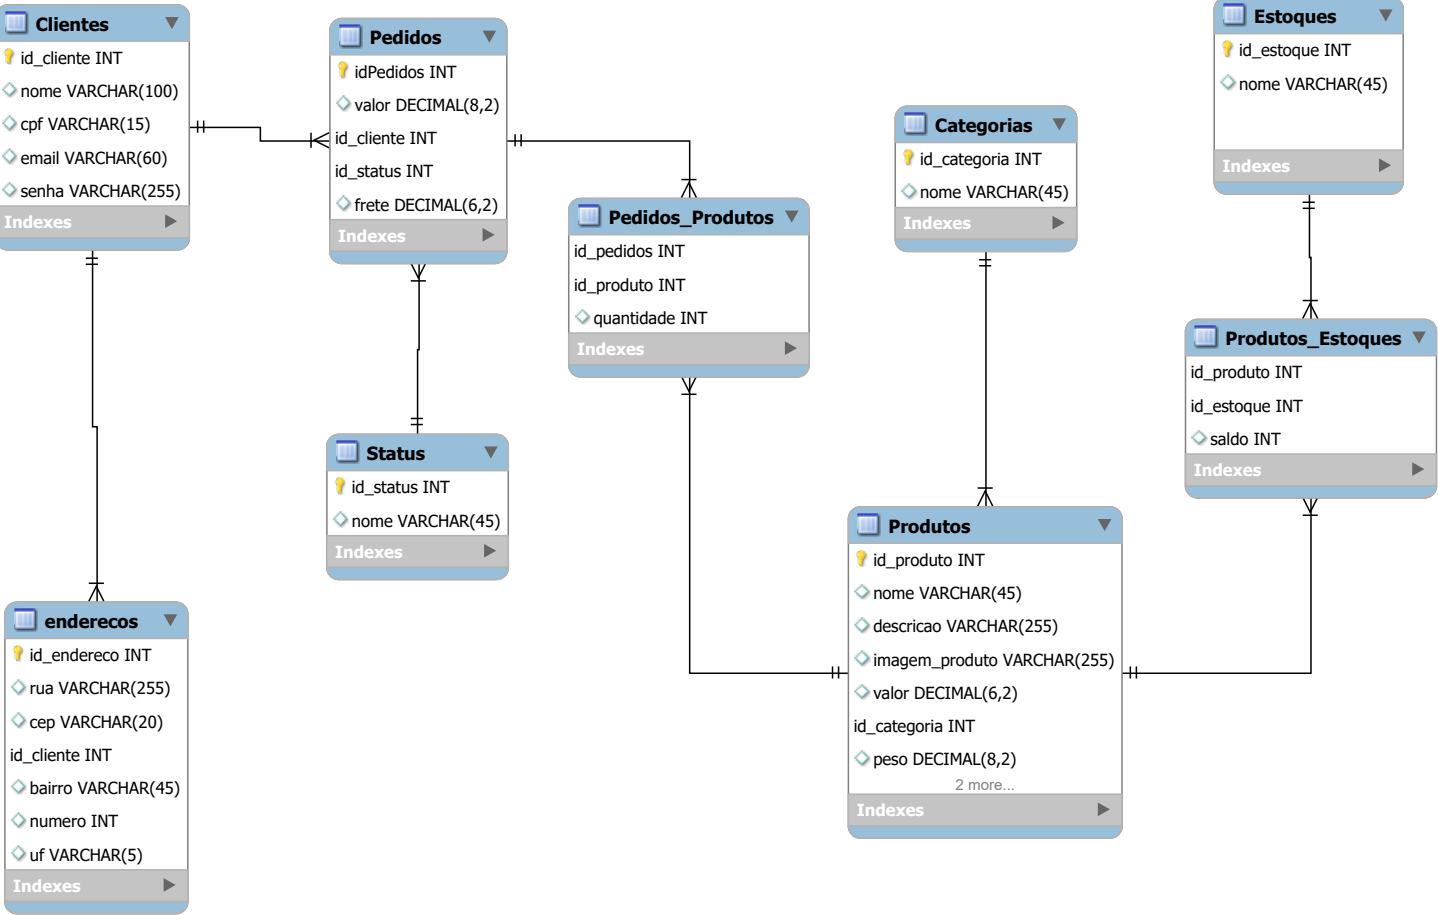 Clientes
id_cliente INT
nome VARCHAR(100)
cpf VARCHAR(15)
email VARCHAR(60)
senha VARCHAR(255)
Indexes
Pedidos
idPedidos INT
valor DECIMAL(8,2)
id_cliente INT
id_status INT
frete DECIMAL(6,2)
Indexes
Pedidos_Produtos
id_pedidos INT
id_produto INT
quantidade INT
Indexes
Categorias
id_categoria INT
nome VARCHAR(45)
Indexes
Estoques
id_estoque INT
nome VARCHAR(45)
Indexes
Produtos_Estoques
id_produto INT
id_estoque INT
saldo INT
Indexes
Status
id_status INT
nome VARCHAR(45)
Indexes
Produtos
id_produto INT
nome VARCHAR(45)
descricao VARCHAR(255)
imagem_produto VARCHAR(255)
valor DECIMAL(6,2)
id_categoria INT
peso DECIMAL(8,2)
2 more...
Indexes
enderecos
id_endereco INT
rua VARCHAR(255)
cep VARCHAR(20)
id_cliente INT
bairro VARCHAR(45)
numero INT
uf VARCHAR(5)
Indexes